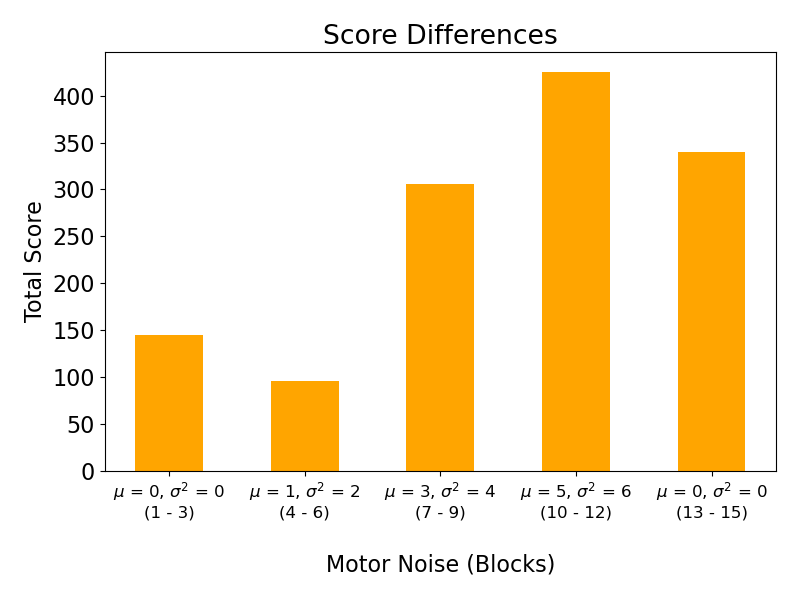 Score Differences
Total Score
400
350
300
250
200
150
100
50
0
μ = 0, σ² = 0
(1 - 3)
μ = 1, σ² = 2
(4 - 6)
μ = 3, σ² = 4
(7 - 9)
μ = 5, σ² = 6
(10 - 12)
μ = 0, σ² = 0
(13 - 15)
Motor Noise (Blocks)